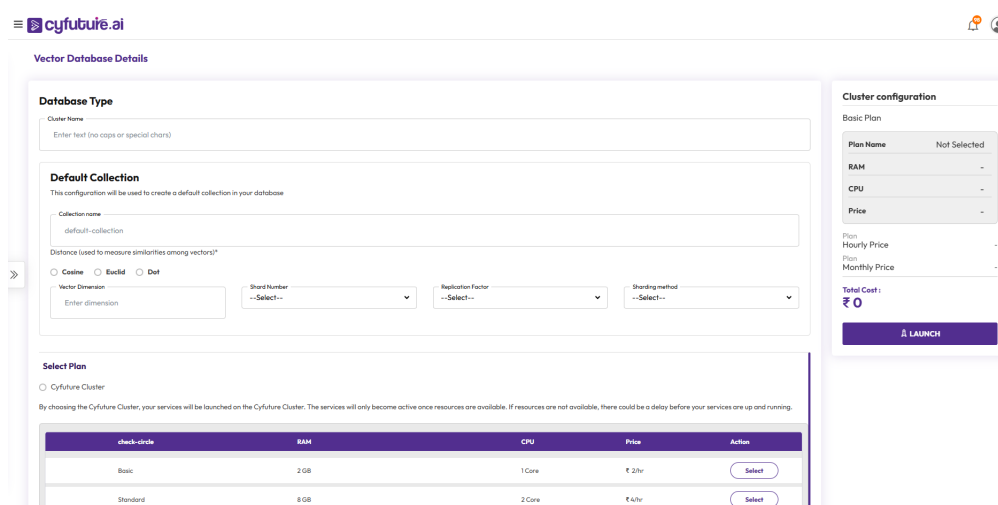 cyfuture.ai
Vector Database Details
Database Type
Cluster Name
Enter text (no caps or special chars)
Default Collection
This configuration will be used to create a default collection in your database
Collection name
default-collection
Distance (used to measure similarities among vectors)*
Cosine Euclid Dot
Vector Dimension Shard Number Replication Factor Sharding method
Enter dimension --Select-- --Select-- --Select--
Select Plan
Cyfuture Cluster
By choosing the Cyfuture Cluster, your services will be launched on the Cyfuture Cluster. The services will only become active once resources are available. If resources are not available, there could be a delay before your services are up and running.
check-circle RAM CPU Price Action
Basic 2 GB 1 Core ₹ 2/hr Select
Standard 8 GB 2 Core ₹ 4/hr Select
Cluster configuration
Basic Plan
Plan Name Not Selected
RAM -
CPU -
Price -
Plan
Hourly Price -
Plan
Monthly Price -
Total Cost :
₹ 0
LAUNCH